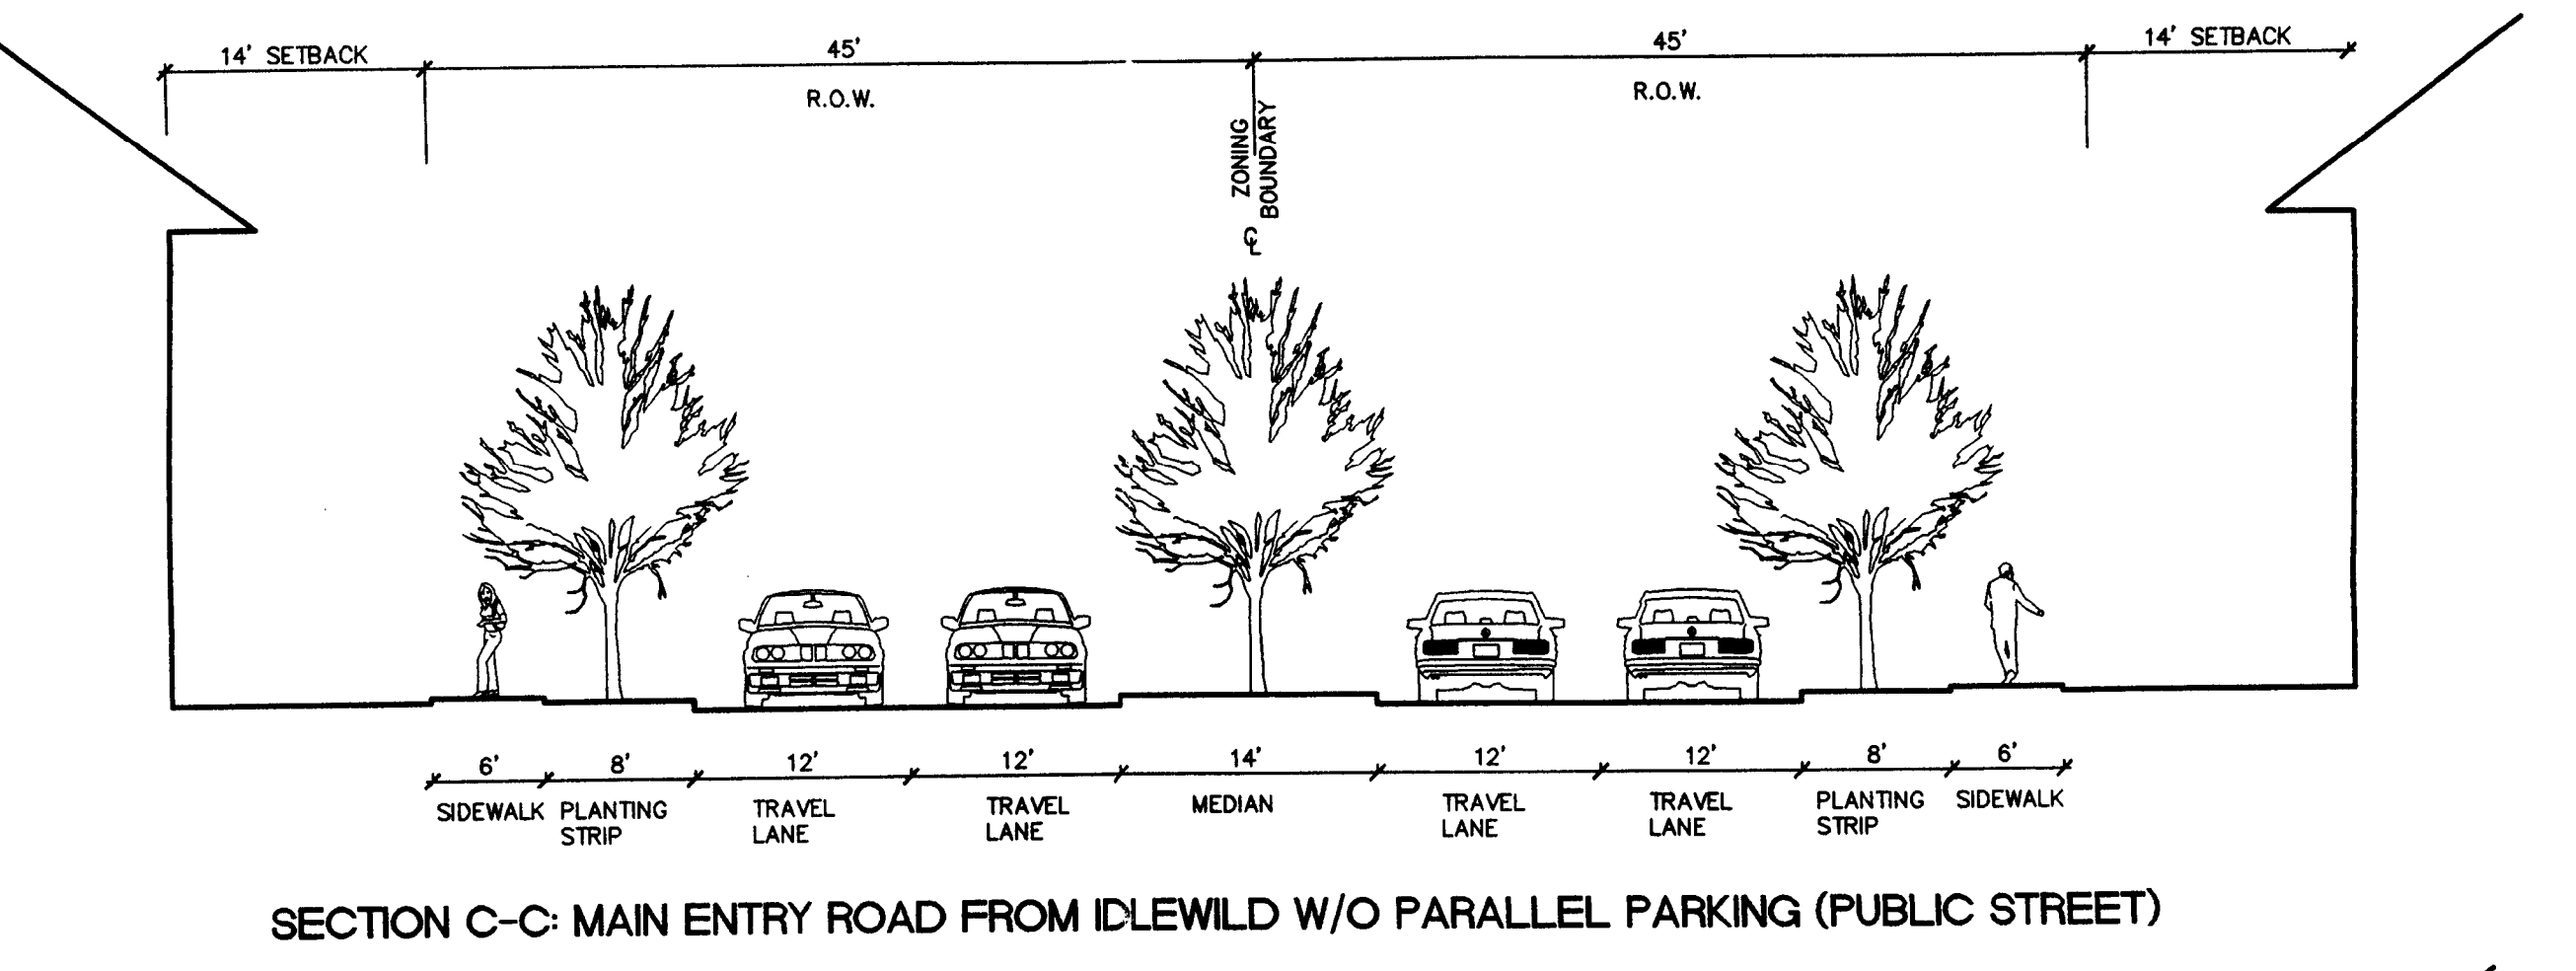 14' SETBACK 45' 45' 14' SETBACK
R.O.W. R.O.W.
ZONING
BOUNDARY
℄
6' 8' 12' 12' 14' 12' 12' 8' 6'
SIDEWALK PLANTING TRAVEL TRAVEL MEDIAN TRAVEL TRAVEL PLANTING SIDEWALK
STRIP LANE LANE LANE LANE STRIP
SECTION C-C: MAIN ENTRY ROAD FROM IDLEWILD W/O PARALLEL PARKING (PUBLIC STREET)